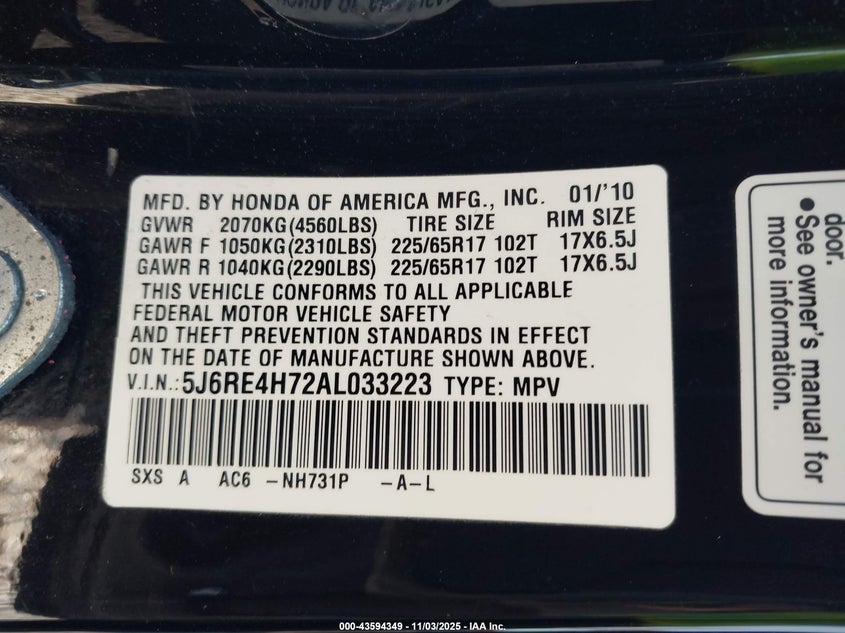 MFD. BY HONDA OF AMERICA MFG., INC. 01/'10
GVWR 2070KG(4560LBS) TIRE SIZE RIM SIZE
GAWR F 1050KG(2310LBS) 225/65R17 102T 17X6.5J
GAWR R 1040KG(2290LBS) 225/65R17 102T 17X6.5J
THIS VEHICLE CONFORMS TO ALL APPLICABLE
FEDERAL MOTOR VEHICLE SAFETY
AND THEFT PREVENTION STANDARDS IN EFFECT
ON THE DATE OF MANUFACTURE SHOWN ABOVE.
V.I.N.: 5J6RE4H72AL033223 TYPE: MPV
SXS A AC6 -NH731P -A-L
door.
● See owner's manual for
more information.
000-43594349 - 11/03/2025 - IAA Inc.